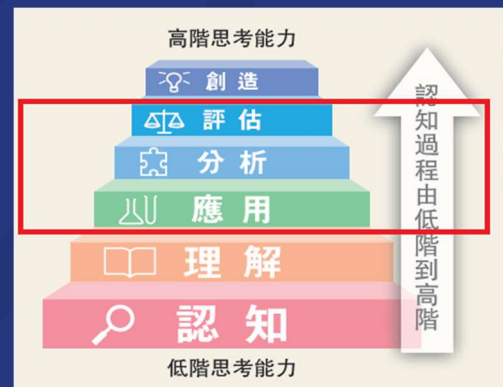 高階思考能力
創造
評估
分析
應用
理解
認知
低階思考能力
認知過程由低階到高階